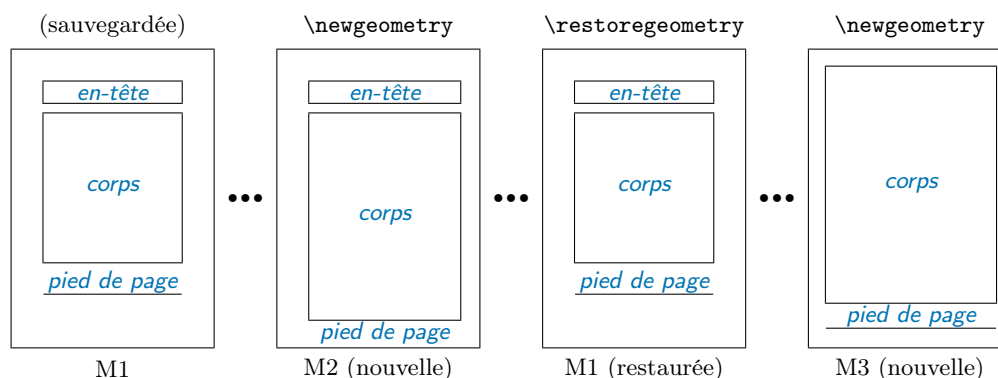 (sauvegardée) \newgeometry \restoregeometry \newgeometry
en-tête en-tête en-tête
corps corps corps corps
••• ••• •••
pied de page pied de page pied de page pied de page
M1 M2 (nouvelle) M1 (restaurée) M3 (nouvelle)